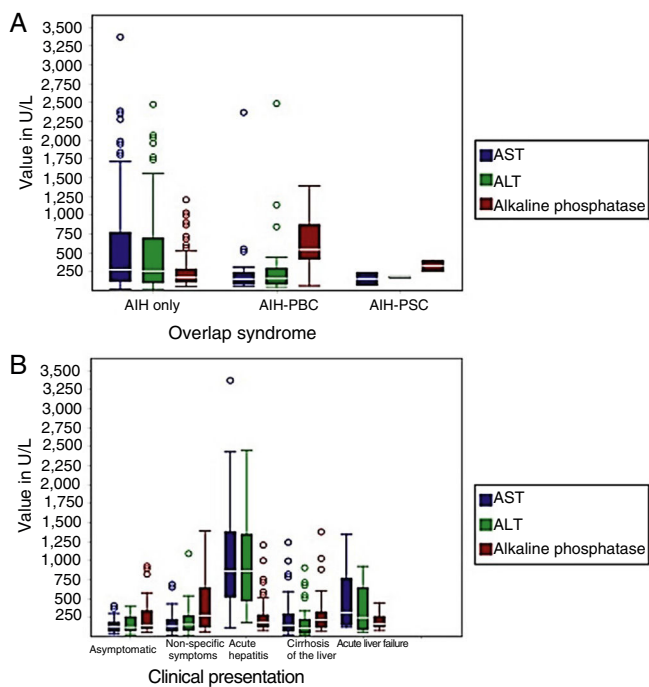 A
3,500
3,250
3,000
2,750
2,500
2,250
2,000
1,750
1,500
1,250
1,000
750
500
250
Value in U/L
AIH only
AIH-PBC
AIH-PSC
Overlap syndrome
AST
ALT
Alkaline phosphatase
B
3,500
3,250
3,000
2,750
2,500
2,250
2,000
1,750
1,500
1,250
1,000
750
500
250
Value in U/L
Asymptomatic
Non-specific
symptoms
Acute
hepatitis
Cirrhosis
of the liver
Acute liver failure
Clinical presentation
AST
ALT
Alkaline phosphatase